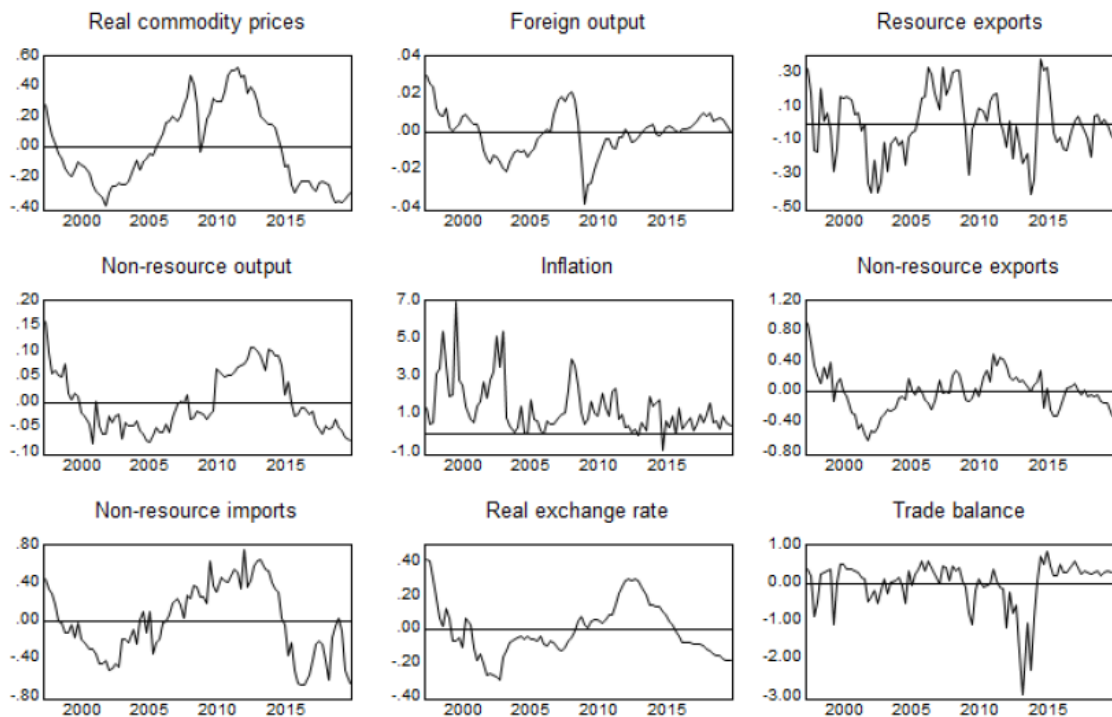 Real commodity prices
Foreign output
Resource exports
.60
.40
.20
.00
-.20
-.40
2000 2005 2010 2015
.04
.02
.00
-.02
-.04
2000 2005 2010 2015
.30
.10
-.10
-.30
-.50
2000 2005 2010 2015
Non-resource output
Inflation
Non-resource exports
.20
.15
.10
.00
-.05
-.10
2000 2005 2010 2015
7.0
5.0
3.0
1.0
-1.0
2000 2005 2010 2015
1.20
0.80
0.40
0.00
-0.40
-0.80
2000 2005 2010 2015
Non-resource imports
Real exchange rate
Trade balance
.80
.40
.00
-.40
-.80
2000 2005 2010 2015
.40
.20
.00
-.20
-.40
2000 2005 2010 2015
1.00
0.00
-1.00
-2.00
-3.00
2000 2005 2010 2015